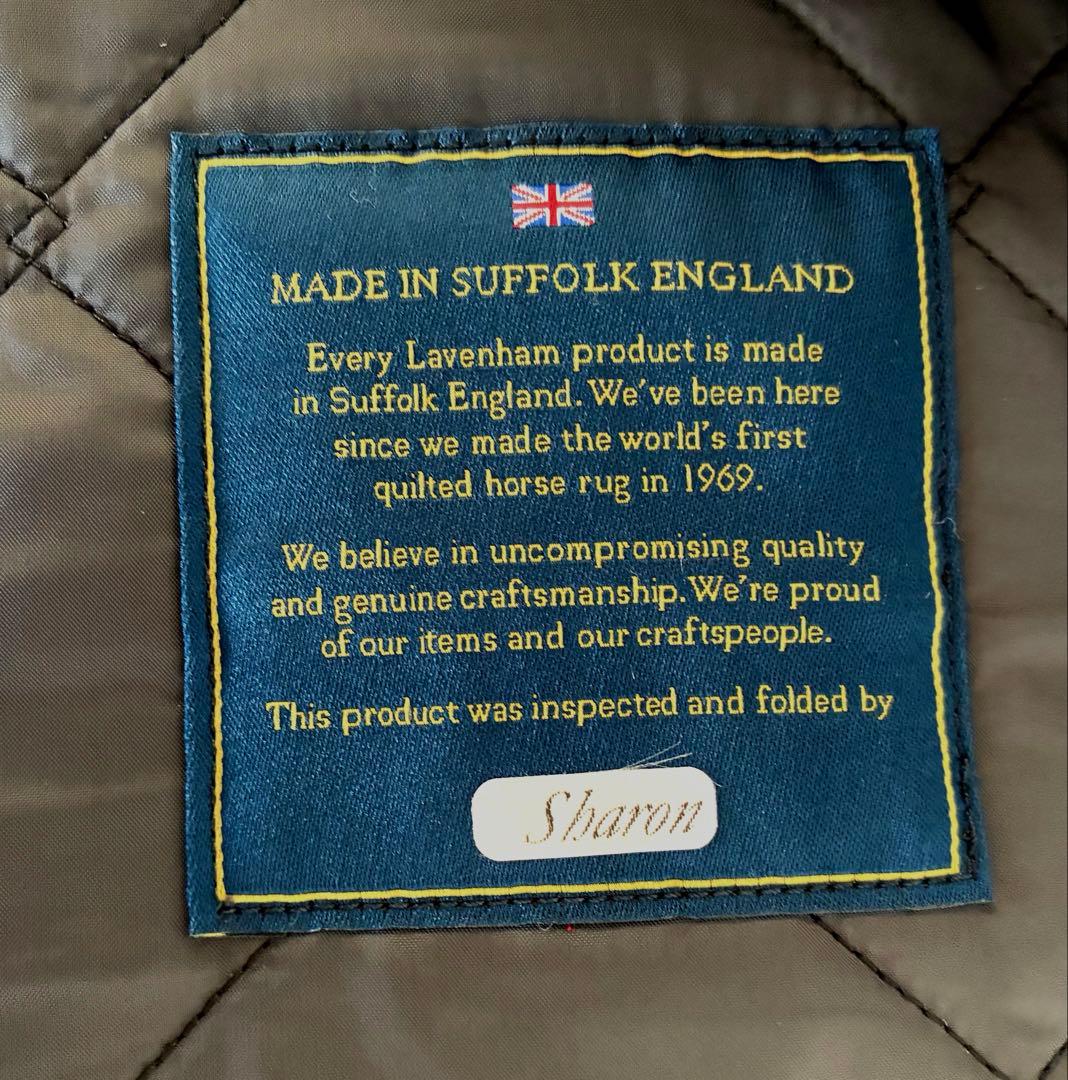 MADE IN SUFFOLK ENGLAND
Every Lavenham product is made
in Suffolk England. We've been here
since we made the world's first
quilted horse rug in 1969.
We believe in uncompromising quality
and genuine craftsmanship. We're proud
of our items and our craftspeople.
This product was inspected and folded by
Sharon